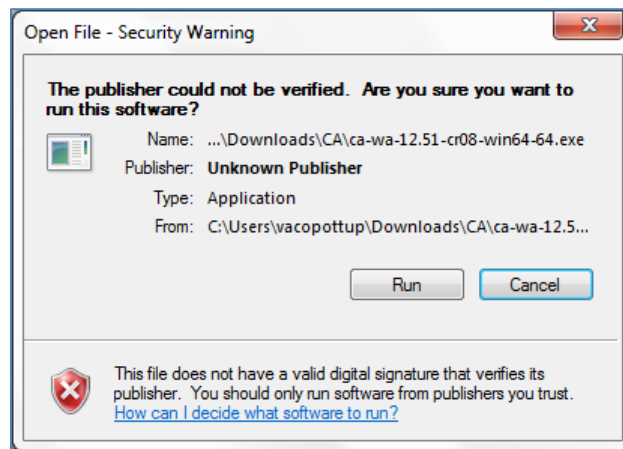 Open File - Security Warning
The publisher could not be verified. Are you sure you want to
run this software?
Name: ...\Downloads\CA\ca-wa-12.51-cr08-win64-64.exe
Publisher: Unknown Publisher
Type: Application
From: C:\Users\vacopottup\Downloads\CA\ca-wa-12.5...
Run Cancel
This file does not have a valid digital signature that verifies its
publisher. You should only run software from publishers you trust.
How can I decide what software to run?